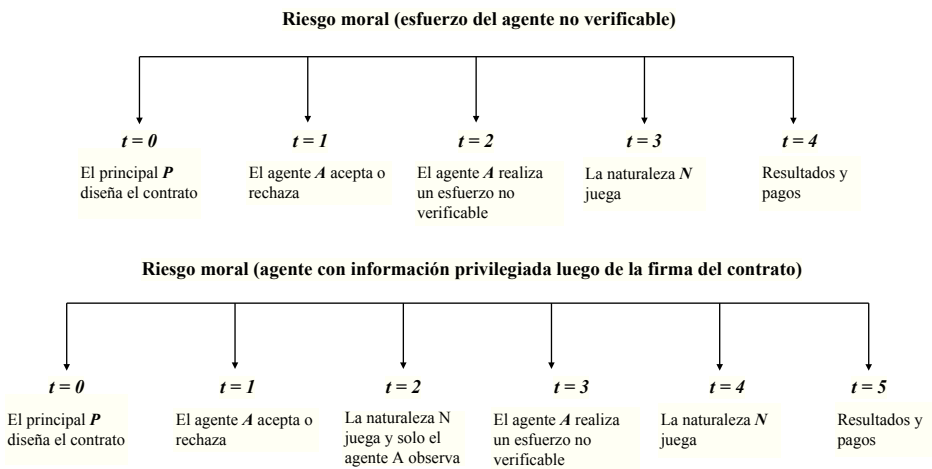 Riesgo moral (esfuerzo del agente no verificable)
t = 0
El principal P
diseña el contrato
t = 1
El agente A acepta o
rechaza
t = 2
El agente A realiza
un esfuerzo no
verificable
t = 3
La naturaleza N
juega
t = 4
Resultados y
pagos
Riesgo moral (agente con información privilegiada luego de la firma del contrato)
t = 0
El principal P
diseña el contrato
t = 1
El agente A acepta o
rechaza
t = 2
La naturaleza N
juega y solo el
agente A observa
t = 3
El agente A realiza
un esfuerzo no
verificable
t = 4
La naturaleza N
juega
t = 5
Resultados y
pagos